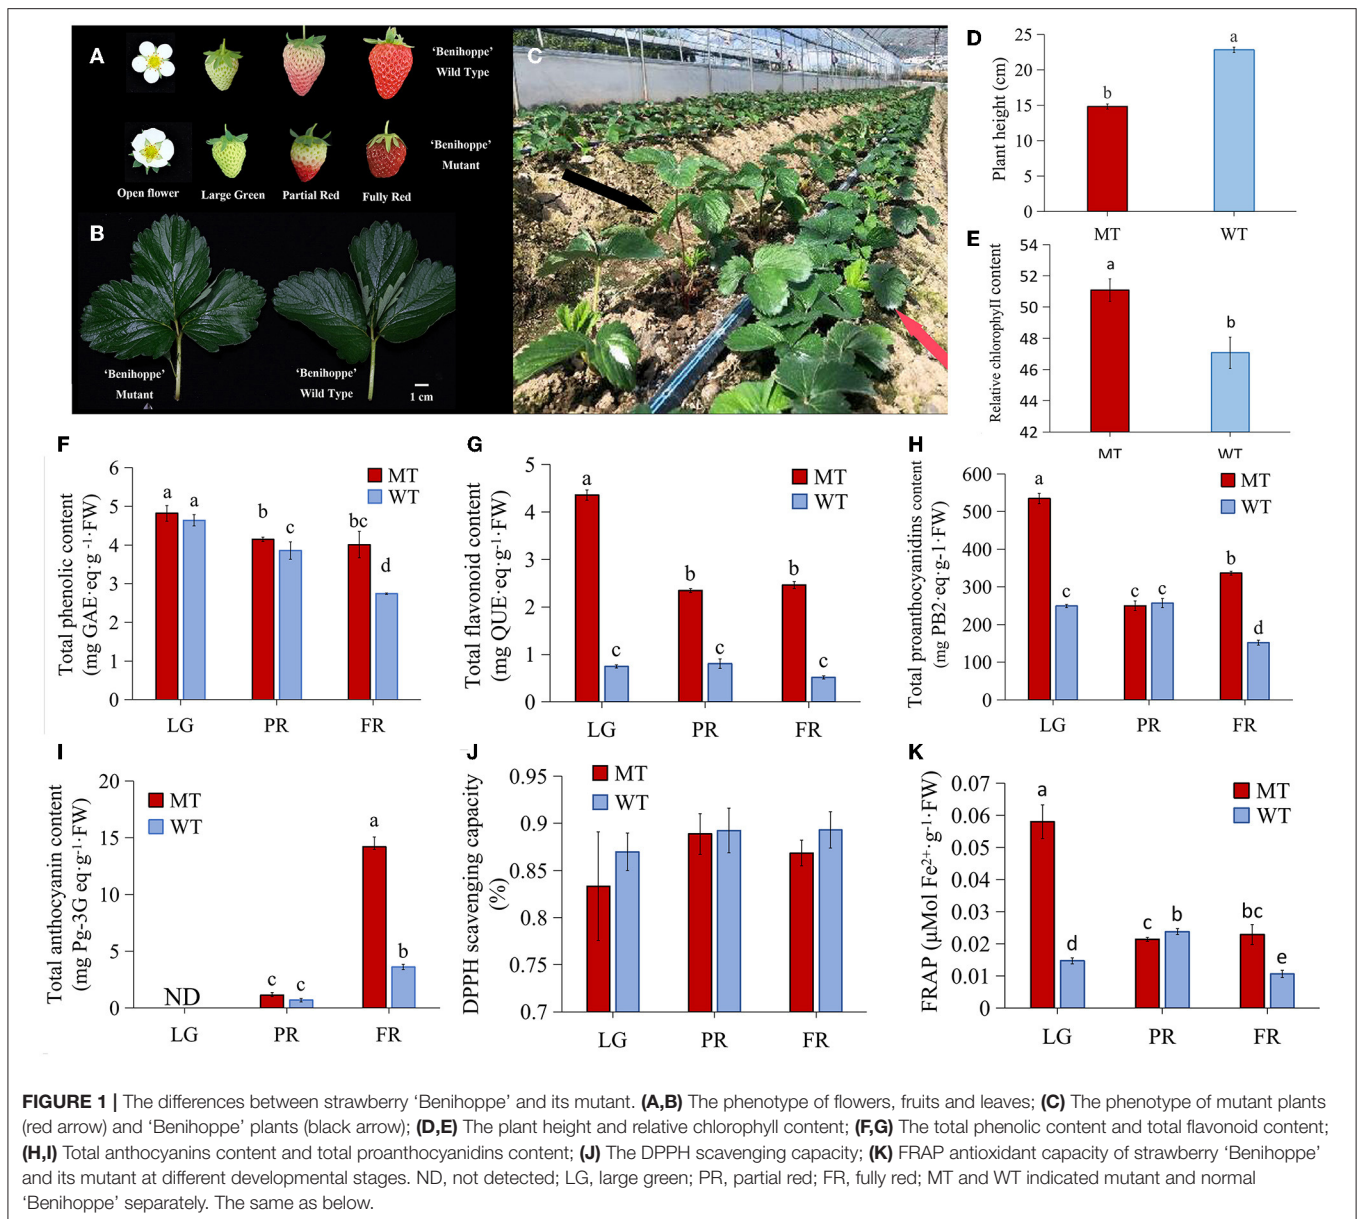 A
'Benihoppe'
Wild Type
'Benihoppe'
Mutant
Open flower
Large Green
Partial Red
Fully Red
B
'Benihoppe'
Mutant
'Benihoppe'
Wild Type
1 cm
C
D
Plant height (cm)
25
20
15
10
5
0
b
a
MT
WT
E
Relative chlorophyll content
54
52
50
48
46
44
42
a
b
MT
WT
F
Total phenolic content
(mg GAE·eq·g⁻¹·FW)
6
5
4
3
2
1
0
a
a
b
c
bc
d
MT
WT
LG
PR
FR
G
Total flavonoid content
(mg QUE·eq·g⁻¹·FW)
5
4
3
2
1
0
a
c
b
c
b
c
MT
WT
LG
PR
FR
H
Total proanthocyanidins content
(mg PB2·eq·g-1·FW)
600
500
400
300
200
100
0
a
c
c
c
b
d
MT
WT
LG
PR
FR
I
Total anthocyanin content
(mg Pg-3G eq·g⁻¹·FW)
20
15
10
5
0
ND
c
c
a
b
MT
WT
LG
PR
FR
J
DPPH scavenging capacity
(%)
0.95
0.9
0.85
0.8
0.75
0.7
MT
WT
LG
PR
FR
K
FRAP (µMol Fe²⁺·g⁻¹·FW)
0.07
0.06
0.05
0.04
0.03
0.02
0.01
0
a
d
c
b
bc
e
MT
WT
LG
PR
FR
FIGURE 1 | The differences between strawberry 'Benihoppe' and its mutant. (A,B) The phenotype of flowers, fruits and leaves; (C) The phenotype of mutant plants
(red arrow) and 'Benihoppe' plants (black arrow); (D,E) The plant height and relative chlorophyll content; (F,G) The total phenolic content and total flavonoid content;
(H,I) Total anthocyanins content and total proanthocyanidins content; (J) The DPPH scavenging capacity; (K) FRAP antioxidant capacity of strawberry 'Benihoppe'
and its mutant at different developmental stages. ND, not detected; LG, large green; PR, partial red; FR, fully red; MT and WT indicated mutant and normal
'Benihoppe' separately. The same as below.